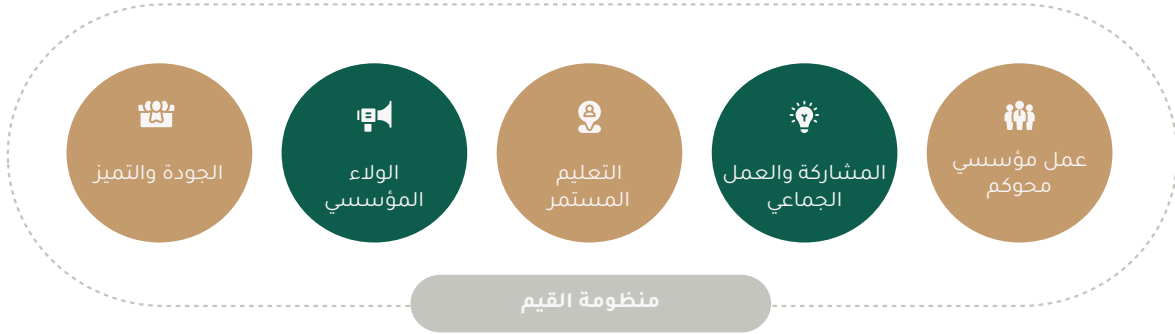 عمل مؤسسي
محوكم
المشاركة والعمل
الجماعي
التعليم
المستمر
الولاء
المؤسسي
الجودة والتميز
منظومة القيم